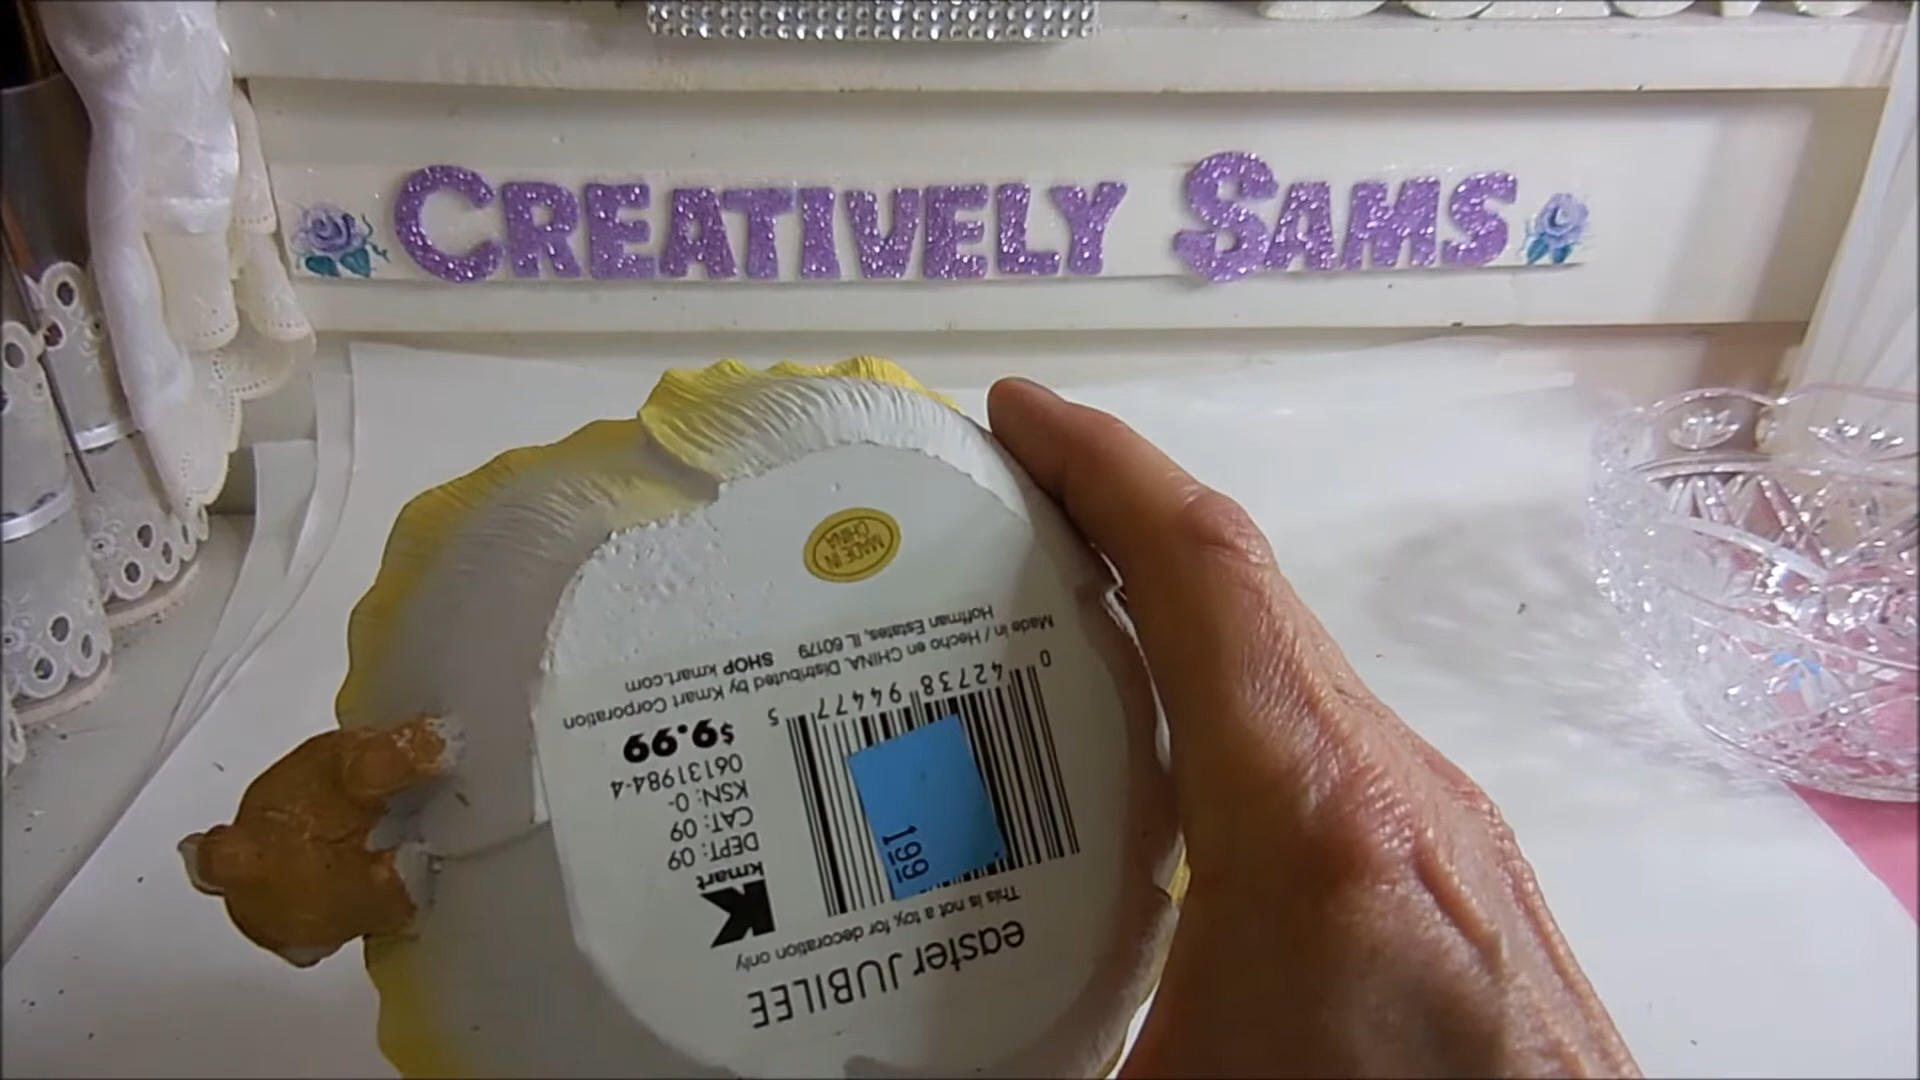 CREATIVELY SAMS
easter JUBILEE
This is not a toy, for decoration only
K
kmart
DEPT: 09
CAT: 09
KSN: 0-
06131984-4
$9.99
199
0 42738 94477 5
Made in / Hecho en CHINA, Distributed by Kmart Corporation
Hoffman Estates, IL 60179 SHOP kmart.com
MADE IN
CHINA